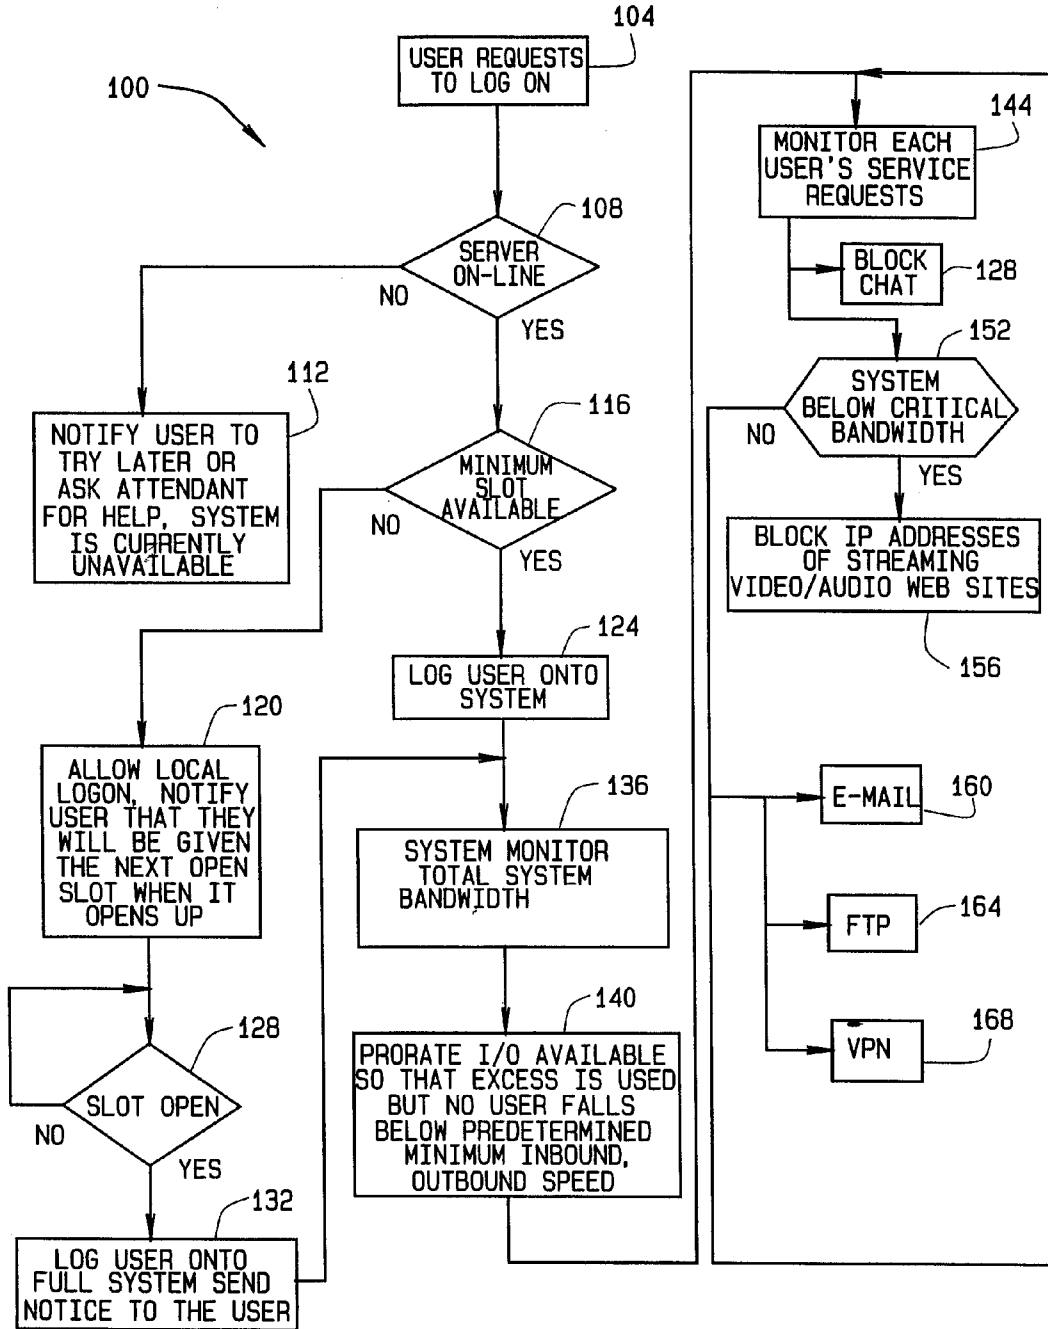 100
USER REQUESTS
TO LOG ON
104
SERVER
ON-LINE
108
NO
YES
NOTIFY USER TO
TRY LATER OR
ASK ATTENDANT
FOR HELP, SYSTEM
IS CURRENTLY
UNAVAILABLE
112
MINIMUM
SLOT
AVAILABLE
116
NO
YES
ALLOW LOCAL
LOGON, NOTIFY
USER THAT THEY
WILL BE GIVEN
THE NEXT OPEN
SLOT WHEN IT
OPENS UP
120
LOG USER ONTO
SYSTEM
124
SLOT OPEN
128
NO
YES
LOG USER ONTO
FULL SYSTEM SEND
NOTICE TO THE USER
132
SYSTEM MONITOR
TOTAL SYSTEM
BANDWIDTH
136
PRORATE I/O AVAILABLE
SO THAT EXCESS IS USED
BUT NO USER FALLS
BELOW PREDETERMINED
MINIMUM INBOUND,
OUTBOUND SPEED
140
MONITOR EACH
USER'S SERVICE
REQUESTS
144
BLOCK
CHAT
128
SYSTEM
BELOW CRITICAL
BANDWIDTH
152
NO
YES
BLOCK IP ADDRESSES
OF STREAMING
VIDEO/AUDIO WEB SITES
156
E-MAIL
160
FTP
164
VPN
168